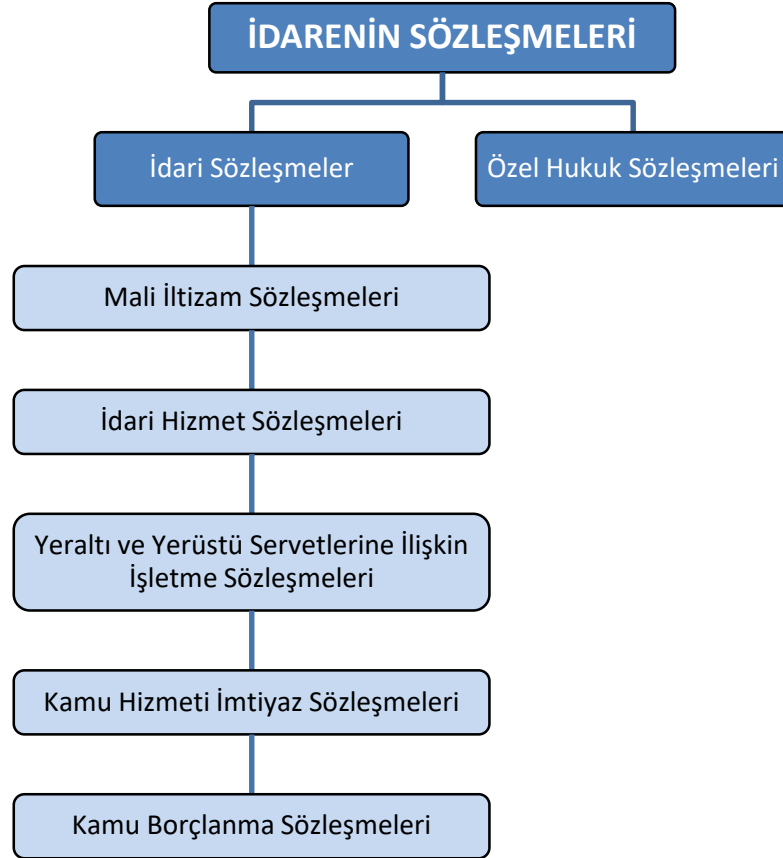 İDARENİN SÖZLEŞMELERİ
İdari Sözleşmeler
Özel Hukuk Sözleşmeleri
Mali İltizam Sözleşmeleri
İdari Hizmet Sözleşmeleri
Yeraltı ve Yerüstü Servetlerine İlişkin
İşletme Sözleşmeleri
Kamu Hizmeti İmtiyaz Sözleşmeleri
Kamu Borçlanma Sözleşmeleri